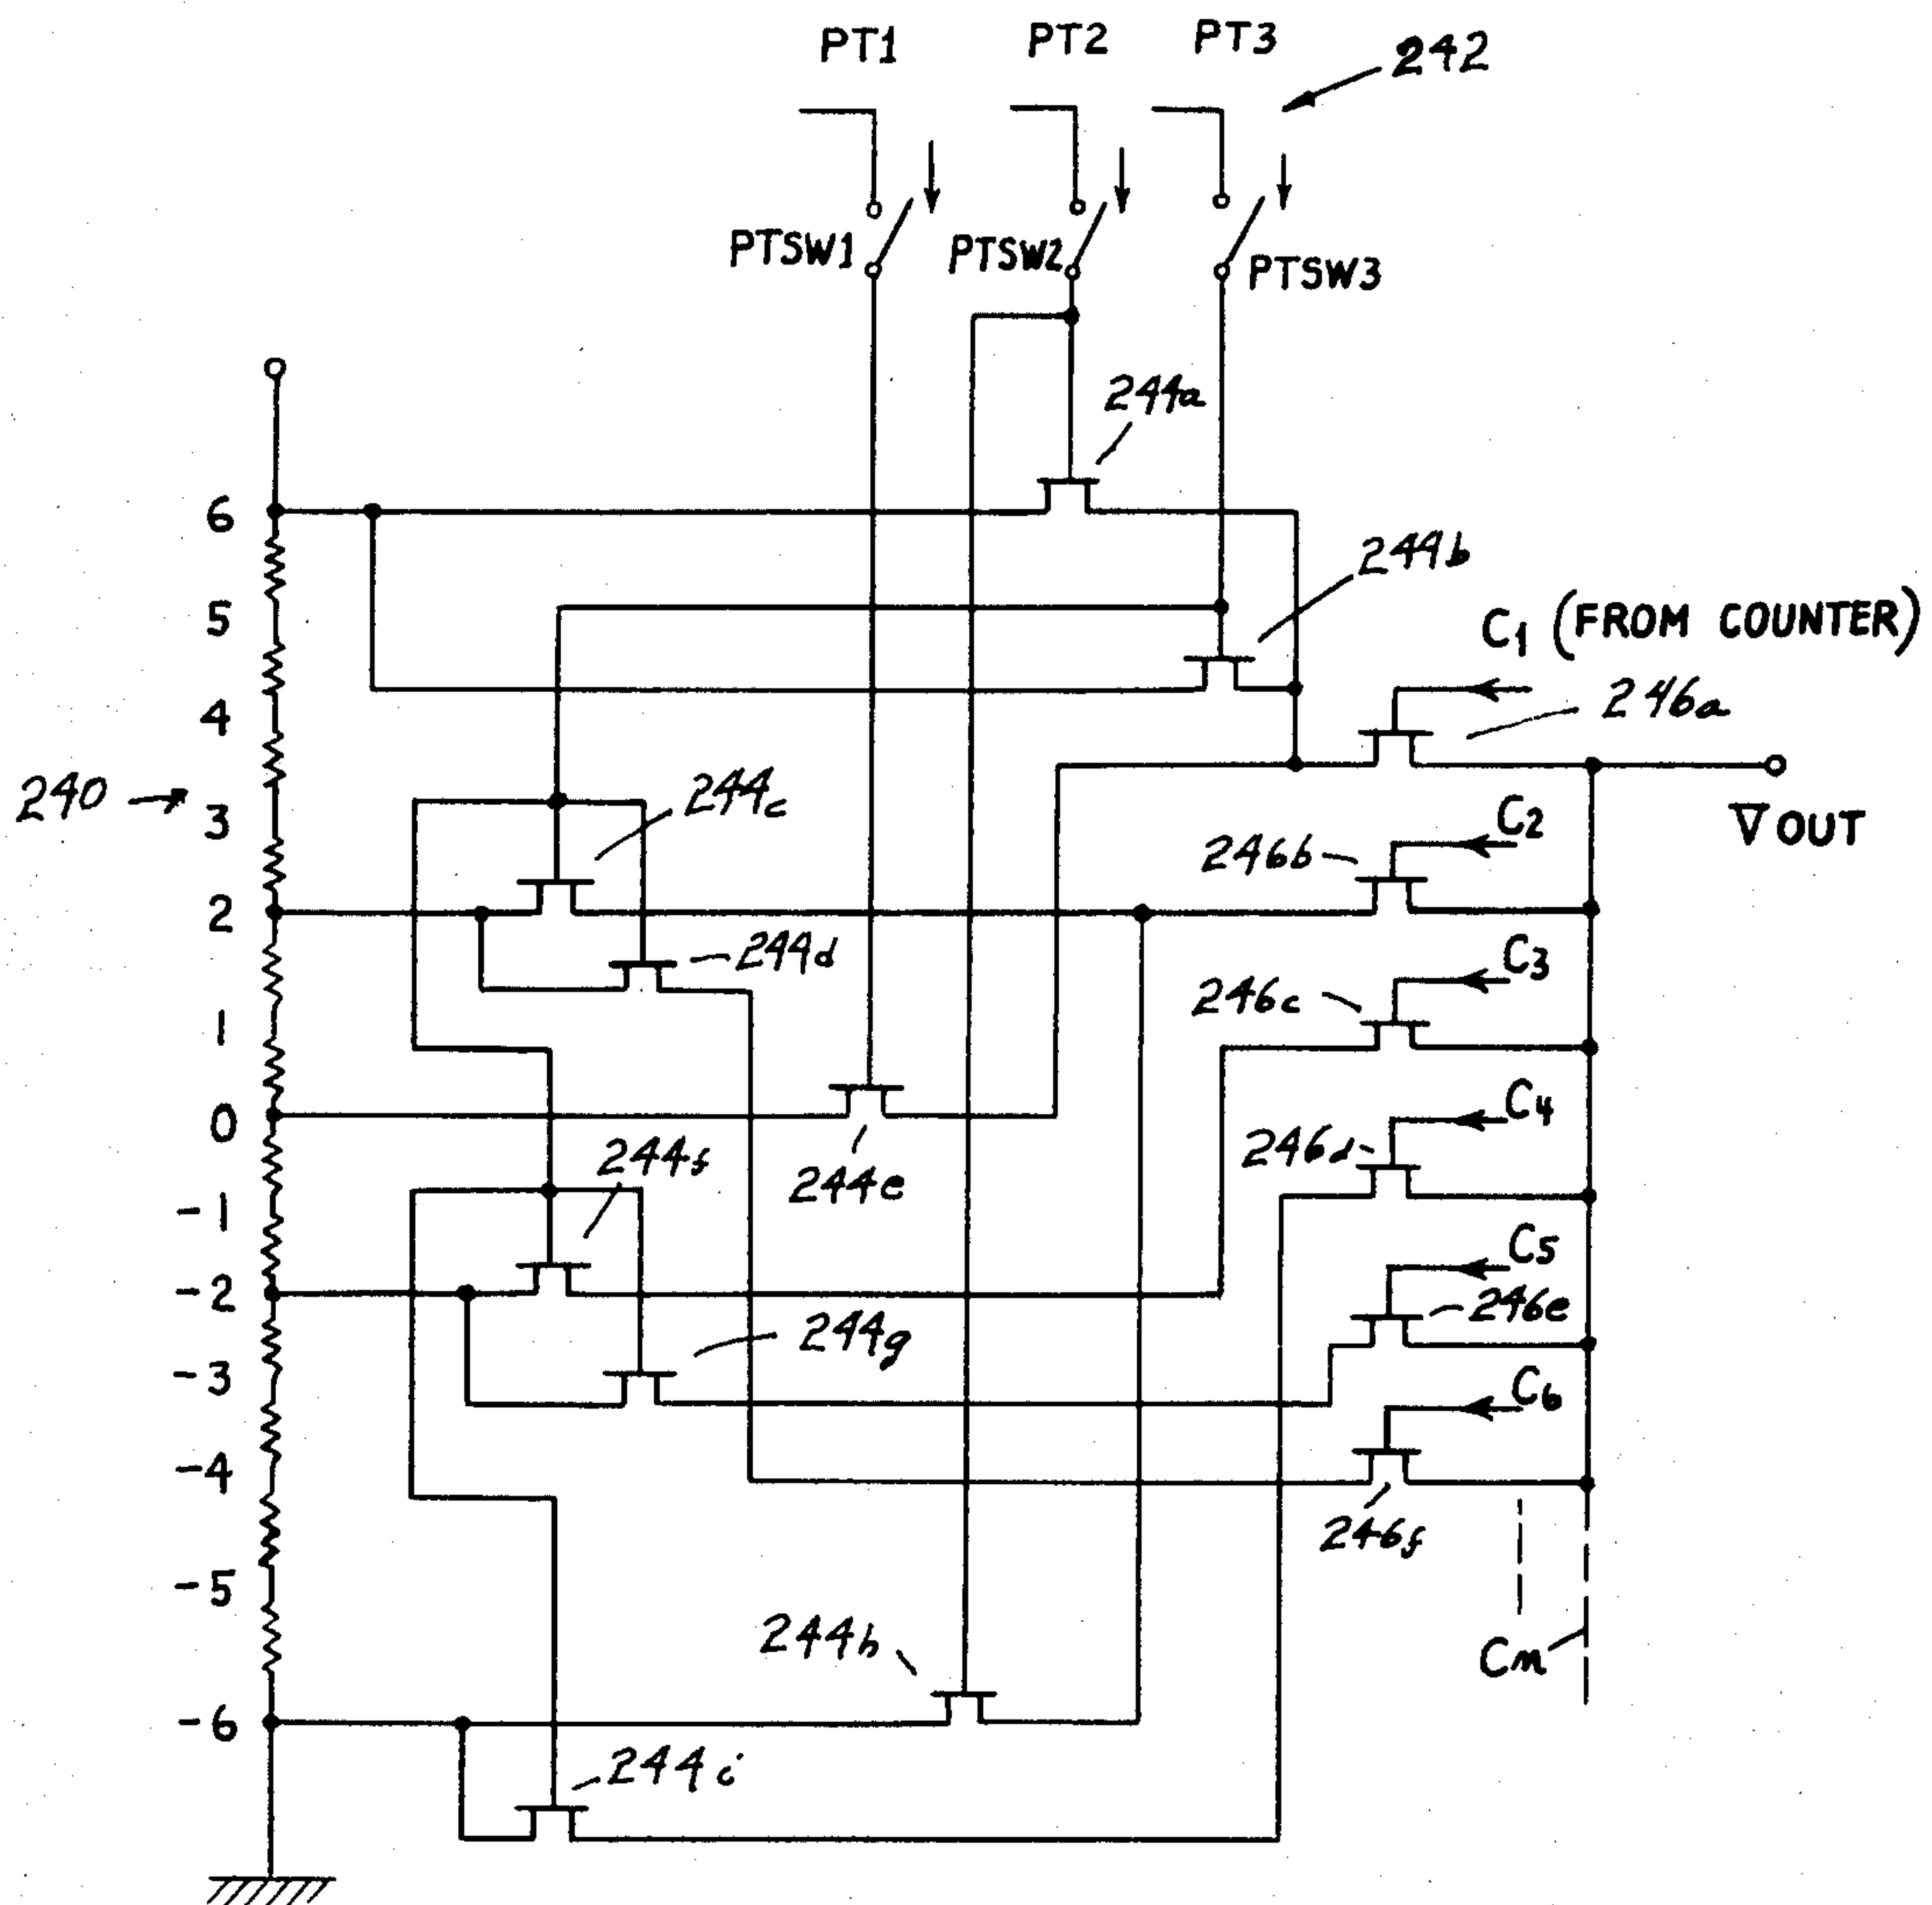 PT1 PT2 PT3 242
PTSW1 PTSW2 PTSW3
244a
6
244b
5
C1 (FROM COUNTER)
246a
4
240
3
244c
VOUT
C2
246b
2
244d
C3
246c
1
0
C4
246d
244e
244f
-1
C5
-2
246e
244g
-3
C6
-4
246f
-5
244h
Cn
-6
244i